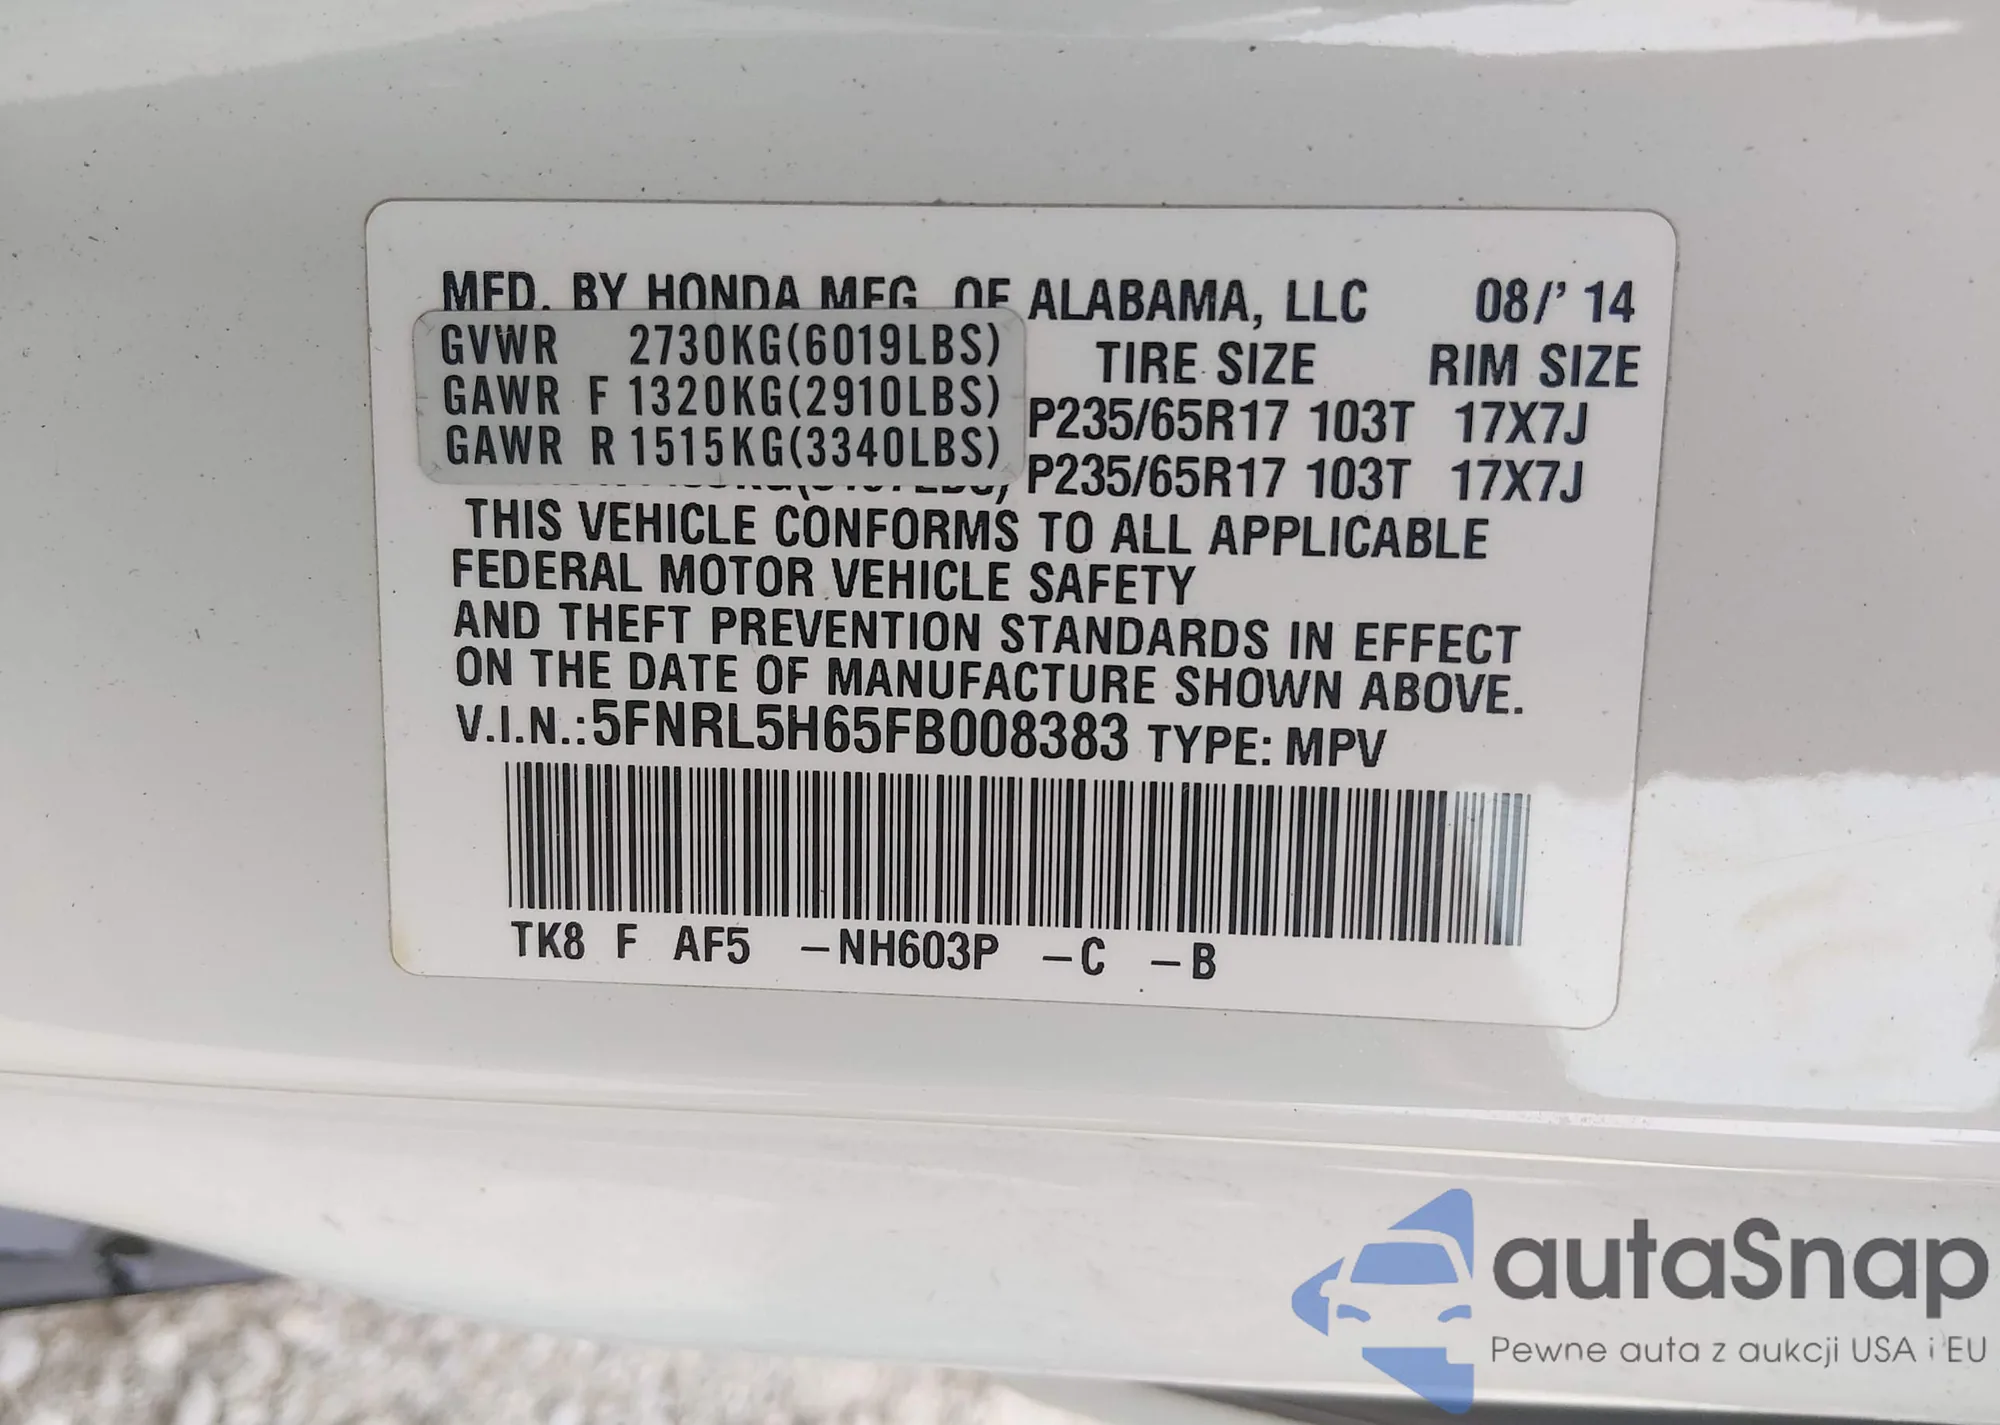 MFD. BY HONDA MFG. OF ALABAMA, LLC 08/' 14
GVWR 2730KG(6019LBS) TIRE SIZE RIM SIZE
GAWR F 1320KG(2910LBS) P235/65R17 103T 17X7J
GAWR R 1515KG(3340LBS) P235/65R17 103T 17X7J
THIS VEHICLE CONFORMS TO ALL APPLICABLE
FEDERAL MOTOR VEHICLE SAFETY
AND THEFT PREVENTION STANDARDS IN EFFECT
ON THE DATE OF MANUFACTURE SHOWN ABOVE.
V.I.N.:5FNRL5H65FB008383 TYPE: MPV
TK8 F AF5 -NH603P -C -B
autaSnap
Pewne auta z aukcji USA i EU